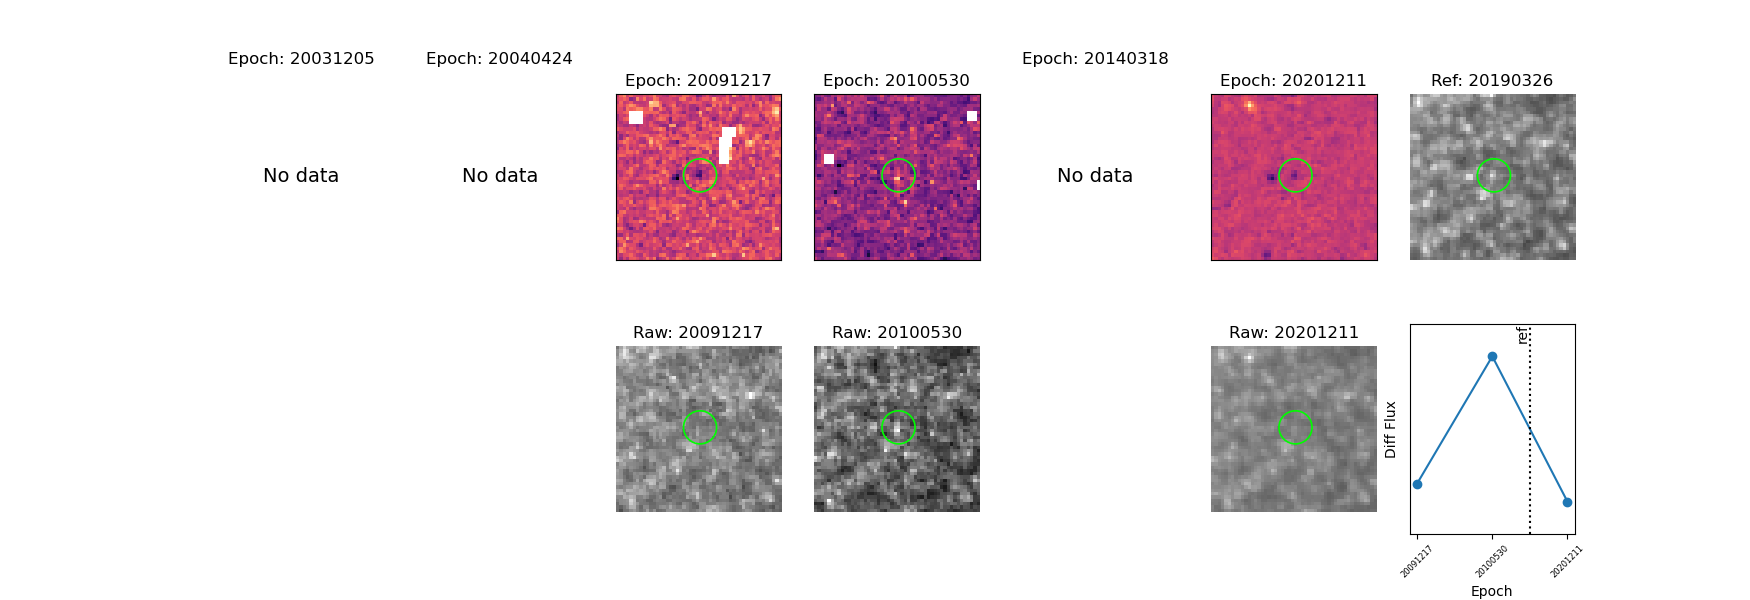 Epoch: 20031205
Epoch: 20040424
Epoch: 20140318
Epoch: 20091217
Epoch: 20100530
Epoch: 20201211
Ref: 20190326
No data
No data
No data
Raw: 20091217
Raw: 20100530
Raw: 20201211
ref
Diff Flux
20091217
20100530
20201211
Epoch